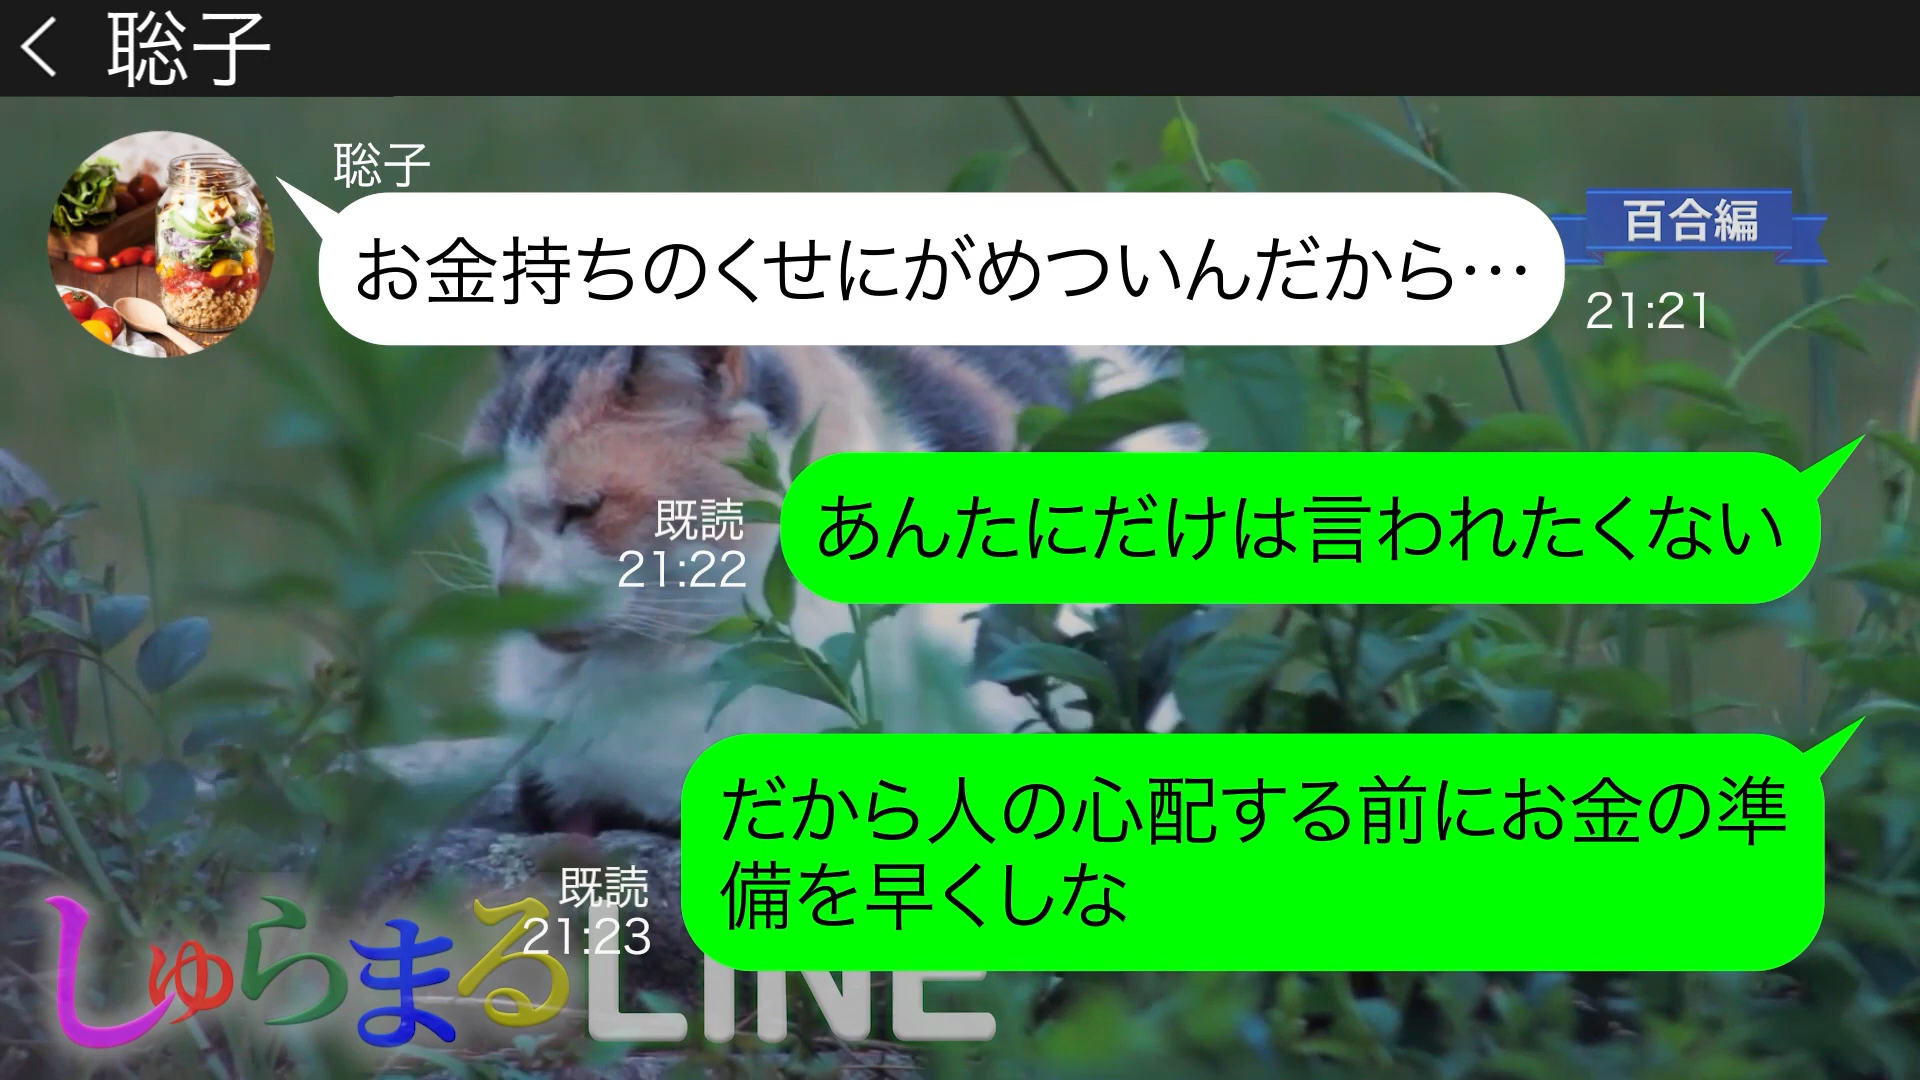 聡子
聡子
お金持ちのくせにがめついんだから…
百合編
21:21
あんたにだけは言われたくない
既読
21:22
だから人の心配する前にお金の準
備を早くしな
既読
21:23
しゅらまるLINE